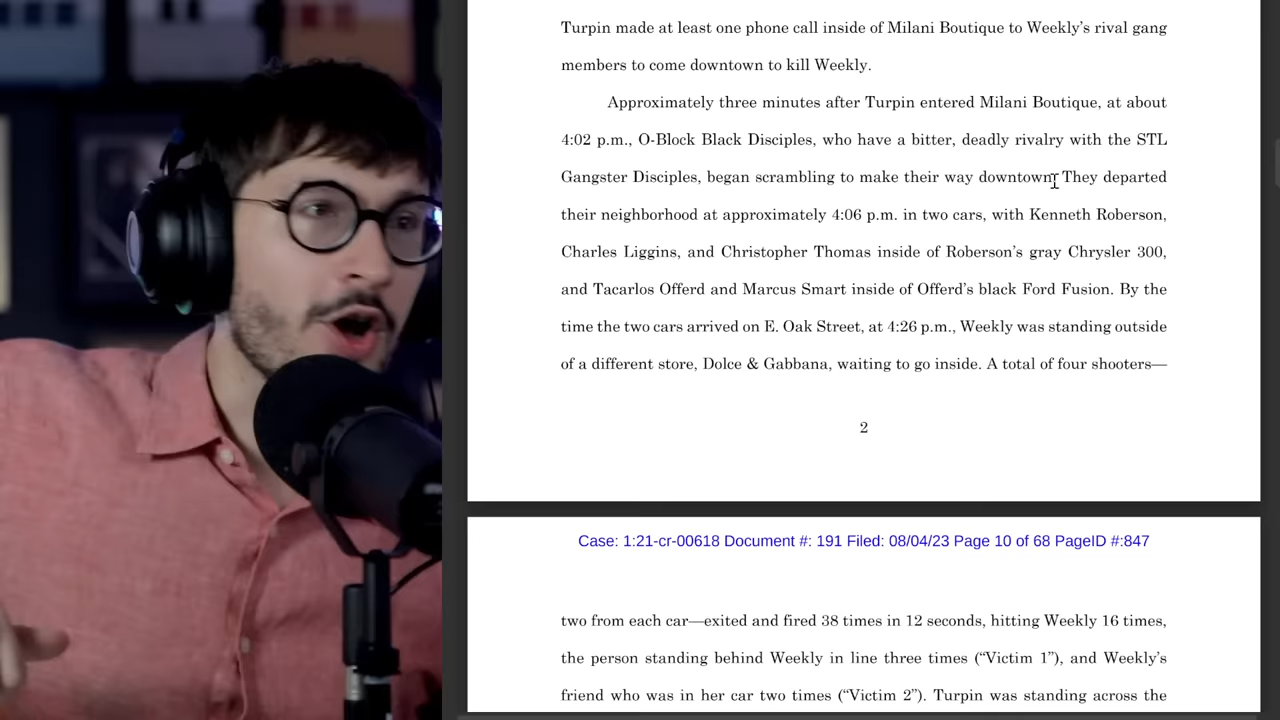 Turpin made at least one phone call inside of Milani Boutique to Weekly's rival gang
members to come downtown to kill Weekly.
Approximately three minutes after Turpin entered Milani Boutique, at about
4:02 p.m., O-Block Black Disciples, who have a bitter, deadly rivalry with the STL
Gangster Disciples, began scrambling to make their way downtown. They departed
their neighborhood at approximately 4:06 p.m. in two cars, with Kenneth Roberson,
Charles Liggins, and Christopher Thomas inside of Roberson's gray Chrysler 300,
and Tacarlos Offerd and Marcus Smart inside of Offerd's black Ford Fusion. By the
time the two cars arrived on E. Oak Street, at 4:26 p.m., Weekly was standing outside
of a different store, Dolce & Gabbana, waiting to go inside. A total of four shooters—
2
Case: 1:21-cr-00618 Document #: 191 Filed: 08/04/23 Page 10 of 68 PageID #:847
two from each car—exited and fired 38 times in 12 seconds, hitting Weekly 16 times,
the person standing behind Weekly in line three times (“Victim 1”), and Weekly's
friend who was in her car two times (“Victim 2”). Turpin was standing across the